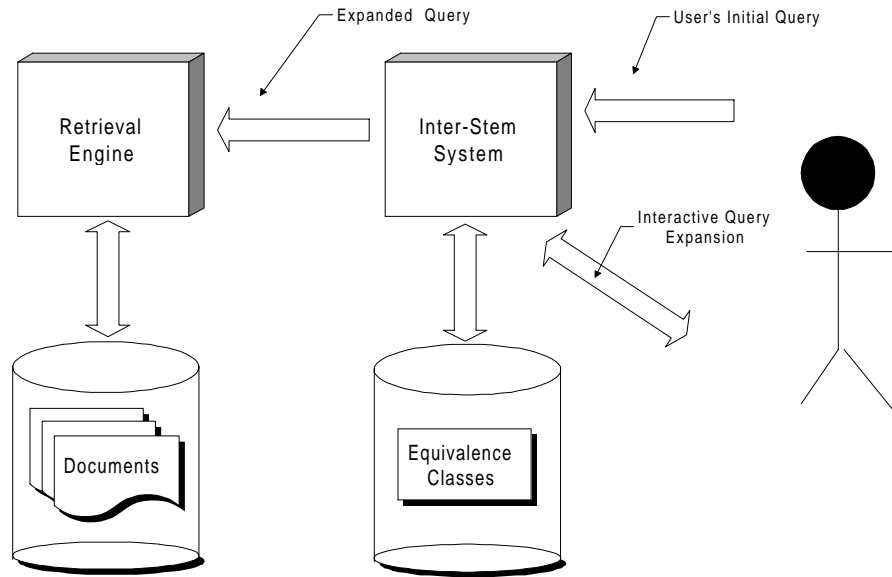 Expanded Query
User's Initial Query
Retrieval
Engine
Inter-Stem
System
Interactive Query
Expansion
Documents
Equivalence
Classes